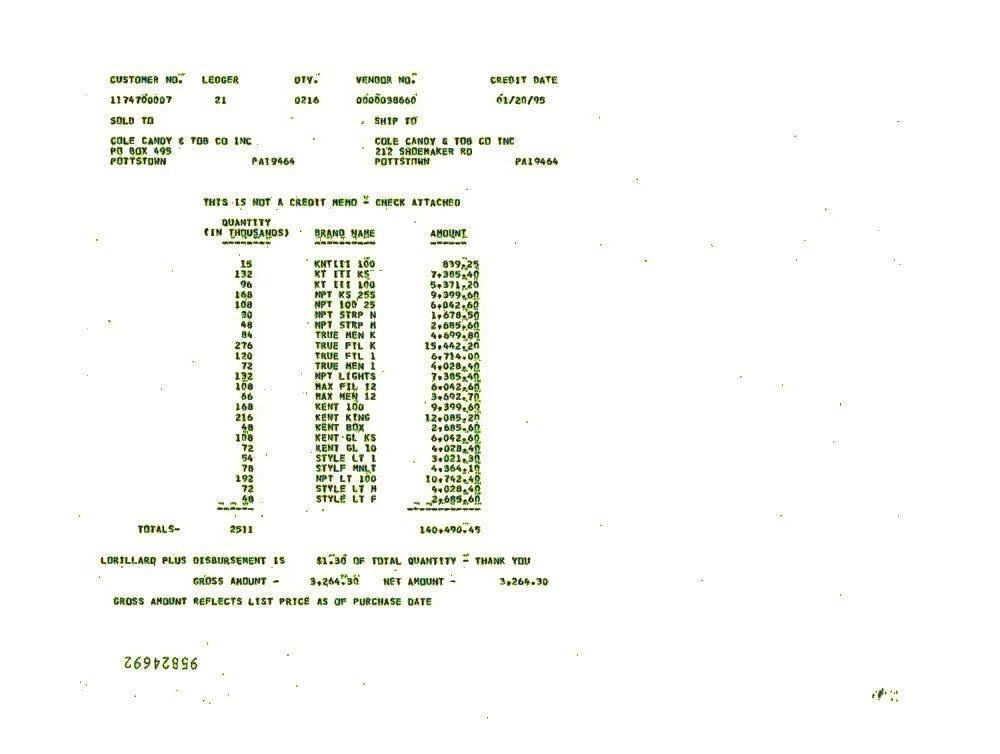 CUSTOMER NO. LEDGER DIV. VENDOR NO. CREDIT DATE
1174700007 21 0216 0000038660 01/20/95
SOLD TO SHIP TO
COLE CANDY & TOB CO INC COLE CANDY & TOB CO INC
PO BOX 495 212 SHOEMAKER RD
POTTSTOWN PA19464 POTTSTOWN PA19464
THIS IS NOT A CREDIT MEMO - CHECK ATTACHED
QUANTITY
(IN THOUSANDS) BRAND NAME AMOUNT
15 KNTIII 100 839.25
132 KT III KS 7,385.40
96 KT III 100 5,371.20
168 NPT KS 25S 9,399.60
108 NPT 100 25 6,042.60
30 NPT STRP N 1,678.50
48 NPT STRP M 2,685.60
84 TRUE MEN K 4,699.80
276 TRUE FIL K 15,442.20
120 TRUE FIL 1 6,714.00
72 TRUE MEN 1 4,028.40
132 NPT LIGHTS 7,385.40
108 MAX FIL 12 6,042.60
66 MAX MEN 12 3,692.70
168 KENT 100 9,399.60
216 KENT KING 12,085.20
48 KENT BOX 2,685.60
108 KENT GL KS 6,042.60
72 KENT GL 10 4,028.40
54 STYLE LT 1 3,021.30
78 STYLE MNLT 4,364.10
192 NPT LT 100 10,742.40
72 STYLE LT M 4,028.40
48 STYLE LT F 2,685.60
TOTALS- 2511 140,490.45
LORILLARD PLUS DISBURSEMENT IS $1.30 OF TOTAL QUANTITY - THANK YOU
GROSS AMOUNT - 3,264.30 NET AMOUNT - 3,264.30
GROSS AMOUNT REFLECTS LIST PRICE AS OF PURCHASE DATE
95824692